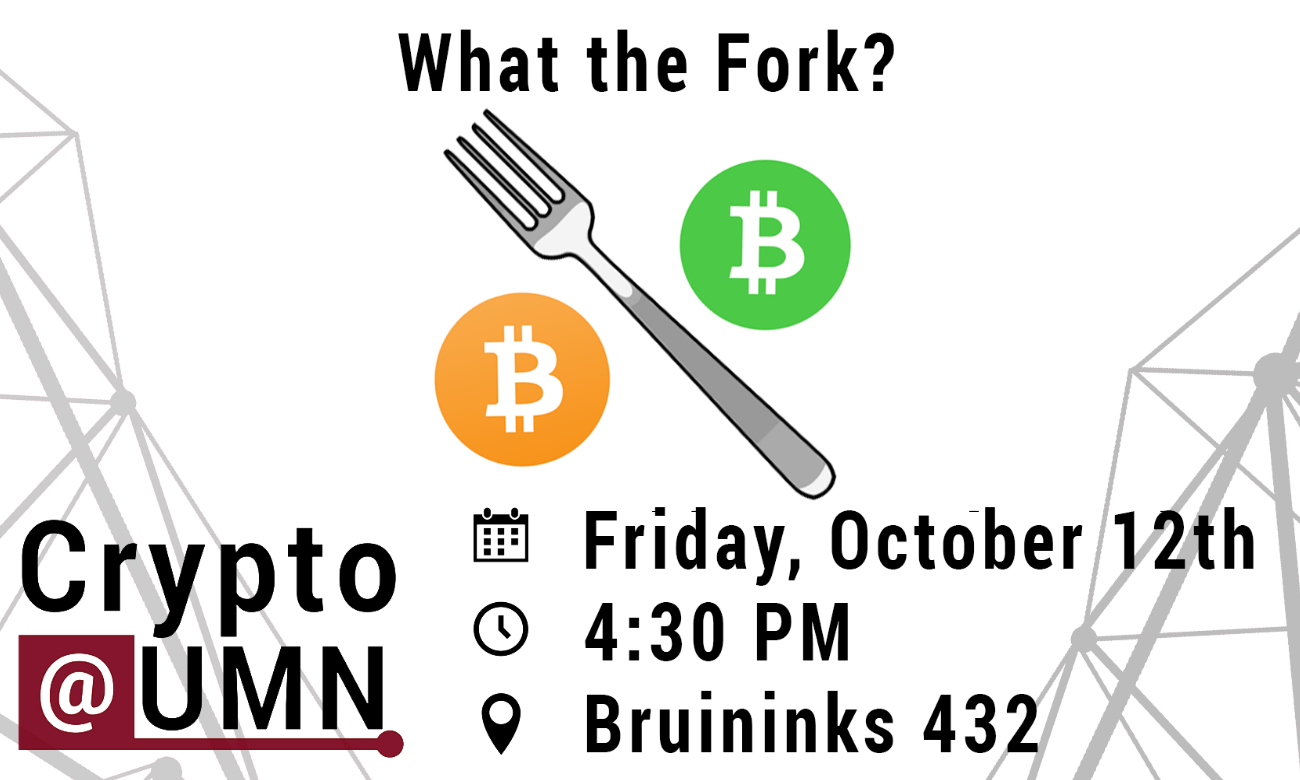 What the Fork?
Crypto
@UMN
Friday, October 12th
4:30 PM
Bruininks 432